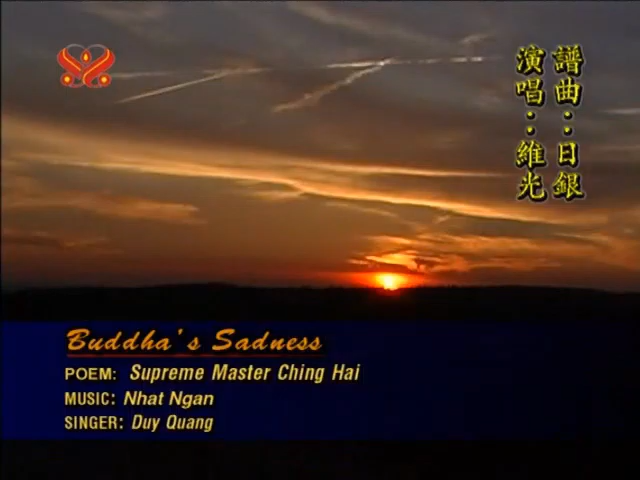 譜曲：日銀
演唱：維光
Buddha's Sadness
POEM: Supreme Master Ching Hai
MUSIC: Nhat Ngan
SINGER: Duy Quang